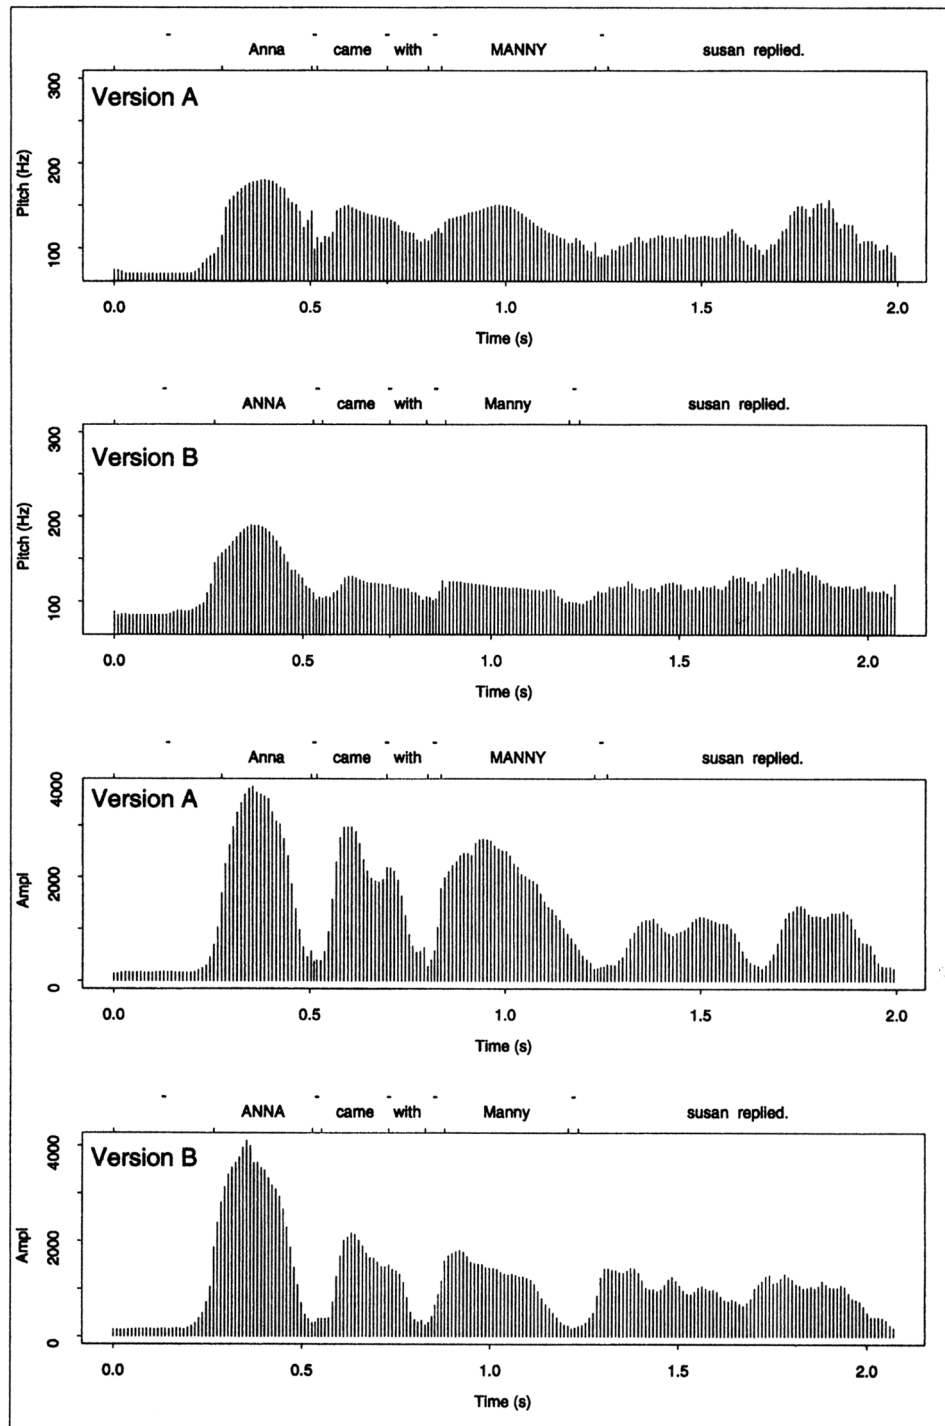 Anna came with MANNY susan replied.
300
Version A
200
Pitch (Hz)
100
0.0 0.5 1.0 1.5 2.0
Time (s)
ANNA came with Manny susan replied.
300
Version B
200
Pitch (Hz)
100
0.0 0.5 1.0 1.5 2.0
Time (s)
Anna came with MANNY susan replied.
4000
Version A
2000
Ampl
0
0.0 0.5 1.0 1.5 2.0
Time (s)
ANNA came with Manny susan replied.
4000
Version B
2000
Ampl
0
0.0 0.5 1.0 1.5 2.0
Time (s)